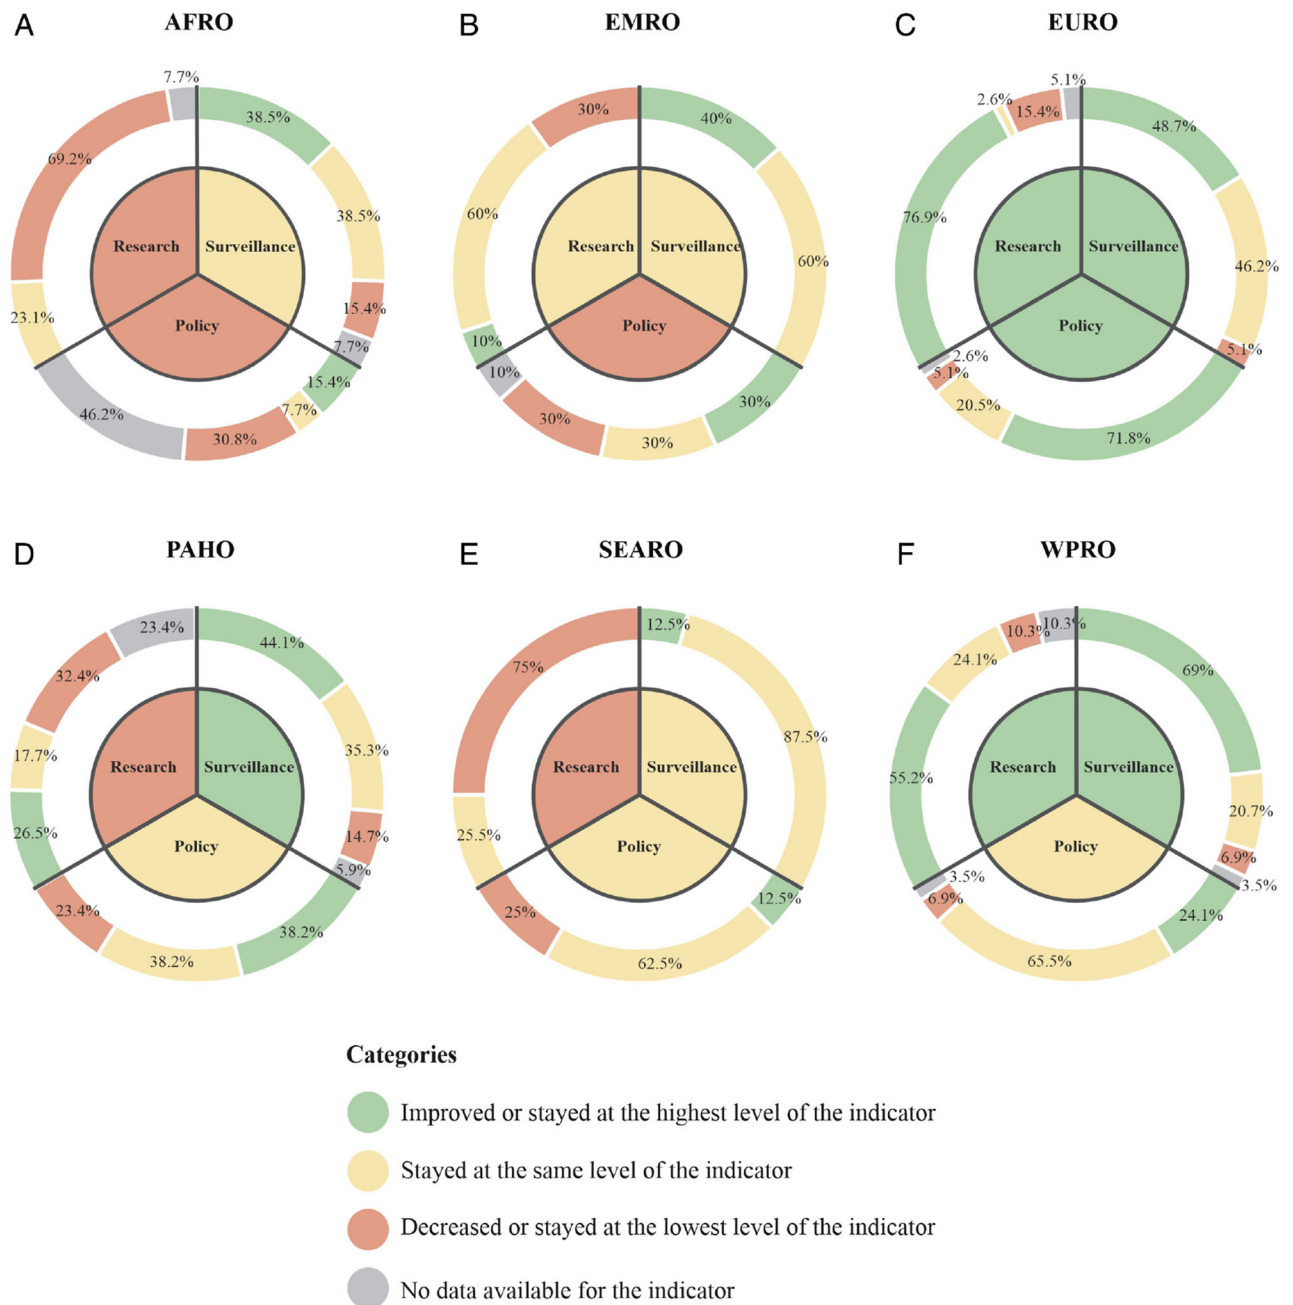 A
AFRO
7.7%
38.5%
69.2%
38.5%
Research
Surveillance
15.4%
23.1%
Policy
7.7%
15.4%
7.7%
46.2%
30.8%
B
EMRO
30%
40%
60%
60%
Research
Surveillance
Policy
10%
10%
30%
30%
30%
C
EURO
5.1%
2.6%
15.4%
48.7%
76.9%
46.2%
Research
Surveillance
Policy
5.1%
2.6%
5.1%
20.5%
71.8%
D
PAHO
23.4%
44.1%
32.4%
17.7%
35.3%
Research
Surveillance
26.5%
14.7%
Policy
5.9%
23.4%
38.2%
38.2%
E
SEARO
12.5%
75%
87.5%
Research
Surveillance
25.5%
Policy
12.5%
25%
62.5%
F
WPRO
10.3%
10.3%
24.1%
69%
55.2%
Research
Surveillance
20.7%
Policy
6.9%
3.5%
3.5%
6.9%
24.1%
65.5%
Categories
Improved or stayed at the highest level of the indicator
Stayed at the same level of the indicator
Decreased or stayed at the lowest level of the indicator
No data available for the indicator